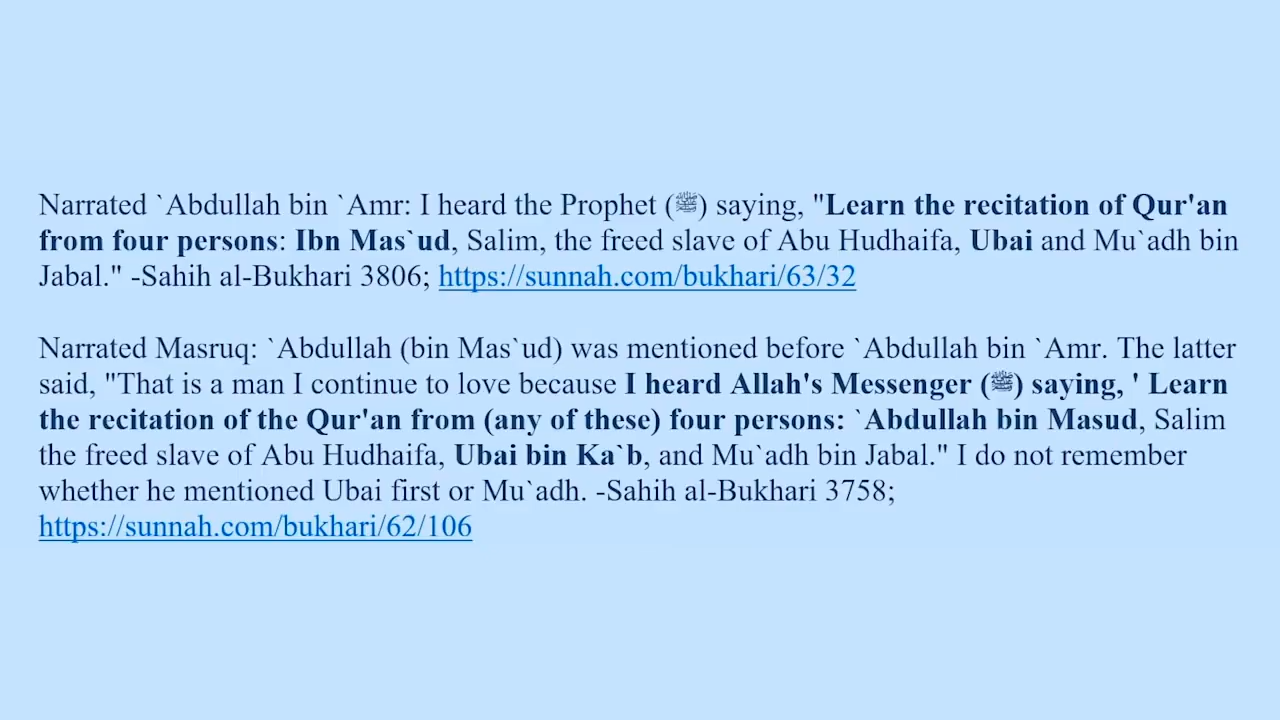 Narrated `Abdullah bin `Amr: I heard the Prophet (ﷺ) saying, "Learn the recitation of Qur'an
from four persons: Ibn Mas`ud, Salim, the freed slave of Abu Hudhaifa, Ubai and Mu`adh bin
Jabal." -Sahih al-Bukhari 3806; https://sunnah.com/bukhari/63/32
Narrated Masruq: `Abdullah (bin Mas`ud) was mentioned before `Abdullah bin `Amr. The latter
said, "That is a man I continue to love because I heard Allah's Messenger (ﷺ) saying, ' Learn
the recitation of the Qur'an from (any of these) four persons: `Abdullah bin Masud, Salim
the freed slave of Abu Hudhaifa, Ubai bin Ka`b, and Mu`adh bin Jabal." I do not remember
whether he mentioned Ubai first or Mu`adh. -Sahih al-Bukhari 3758;
https://sunnah.com/bukhari/62/106